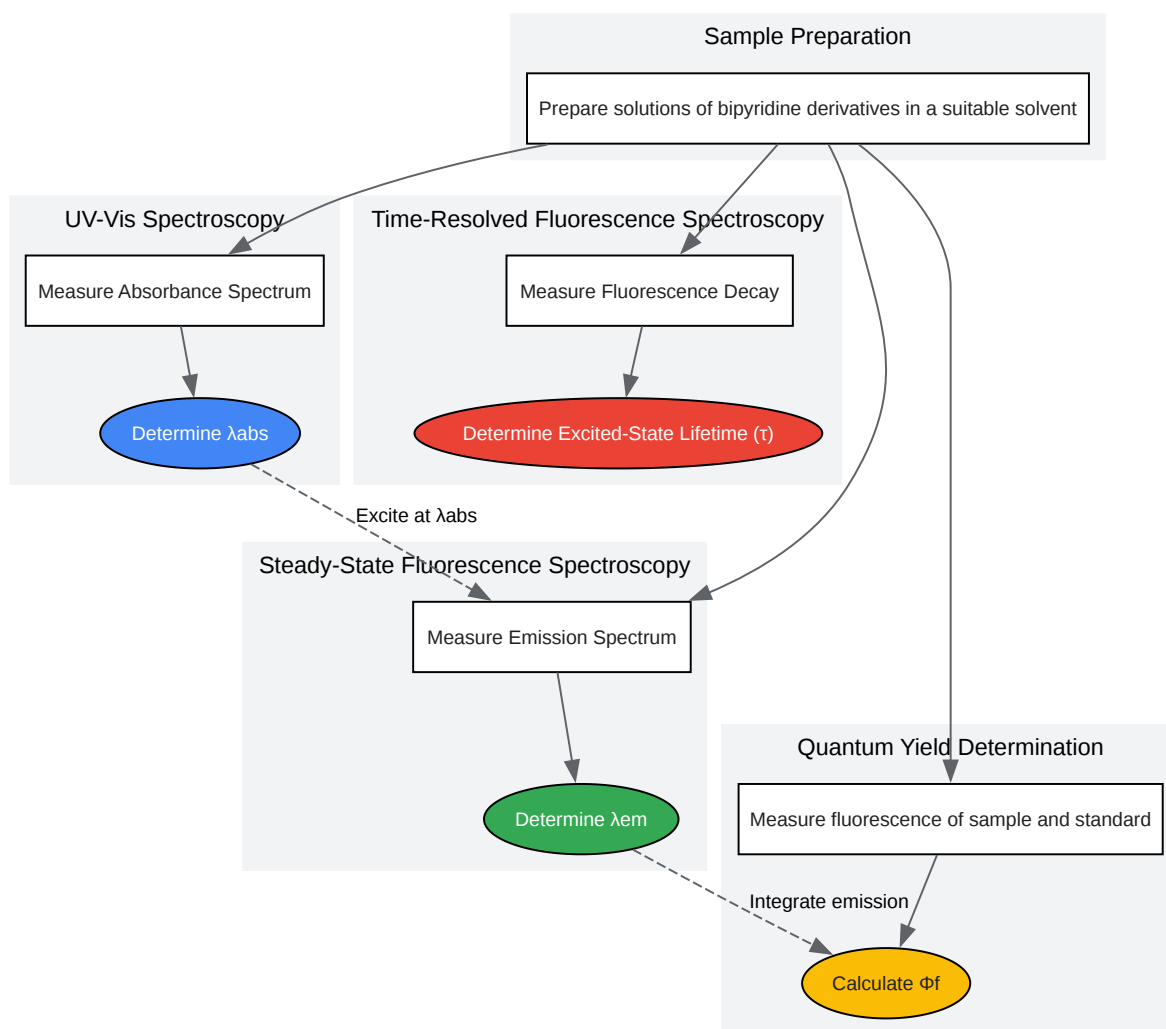 Sample Preparation
Prepare solutions of bipyridine derivatives in a suitable solvent
UV-Vis Spectroscopy
Measure Absorbance Spectrum
Determine λabs
Time-Resolved Fluorescence Spectroscopy
Measure Fluorescence Decay
Determine Excited-State Lifetime (τ)
Excite at λabs
Steady-State Fluorescence Spectroscopy
Measure Emission Spectrum
Determine λem
Quantum Yield Determination
Measure fluorescence of sample and standard
Integrate emission
Calculate Φf